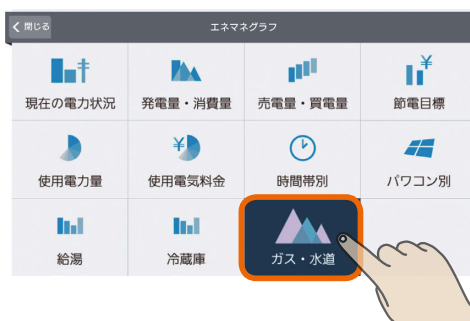 閉じる
エネマネグラフ
現在の電力状況
発電量・消費量
売電量・買電量
節電目標
使用電力量
使用電気料金
時間帯別
パワコン別
給湯
冷蔵庫
ガス・水道